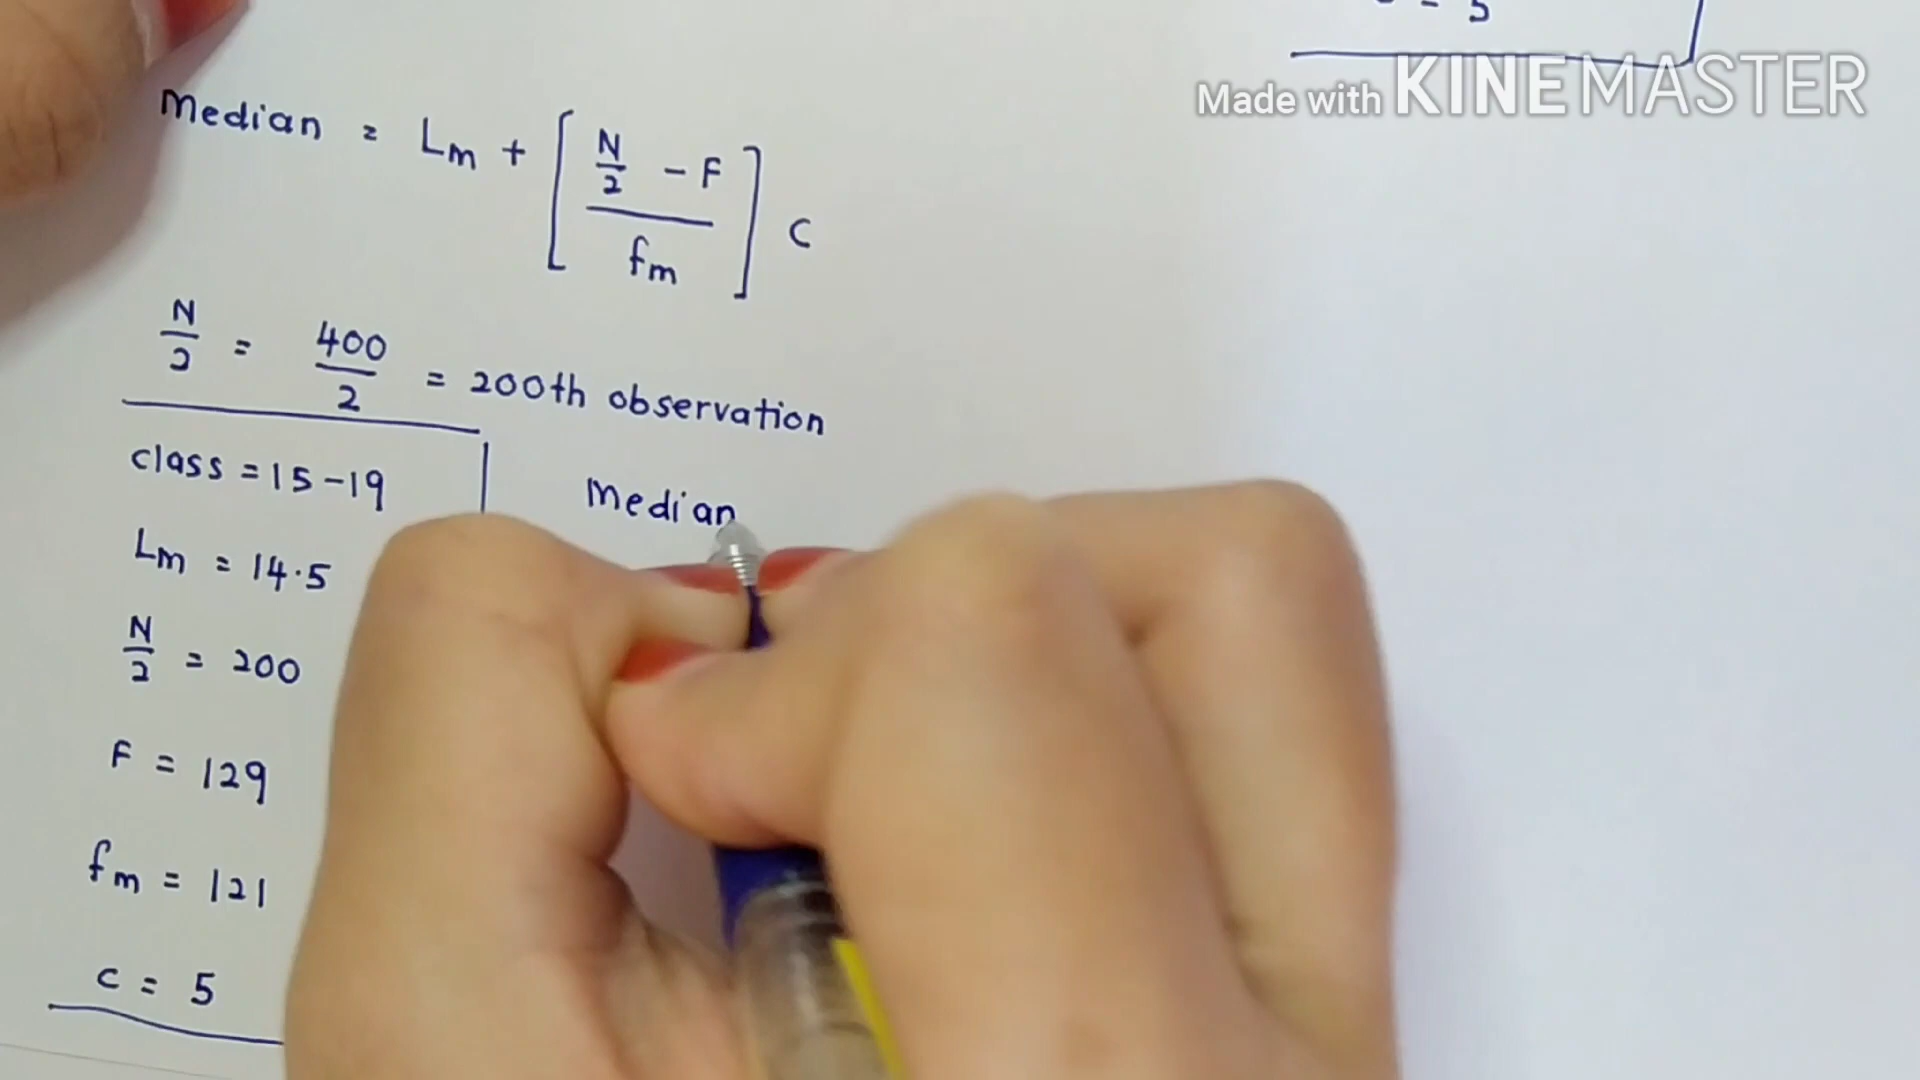 = 5
Made with KINEMASTER
Median = Lm + [ N/2 - F / fm ] c
N/2 = 400/2 = 200th observation
class = 15-19
Median
Lm = 14.5
N/2 = 200
F = 129
fm = 121
c = 5